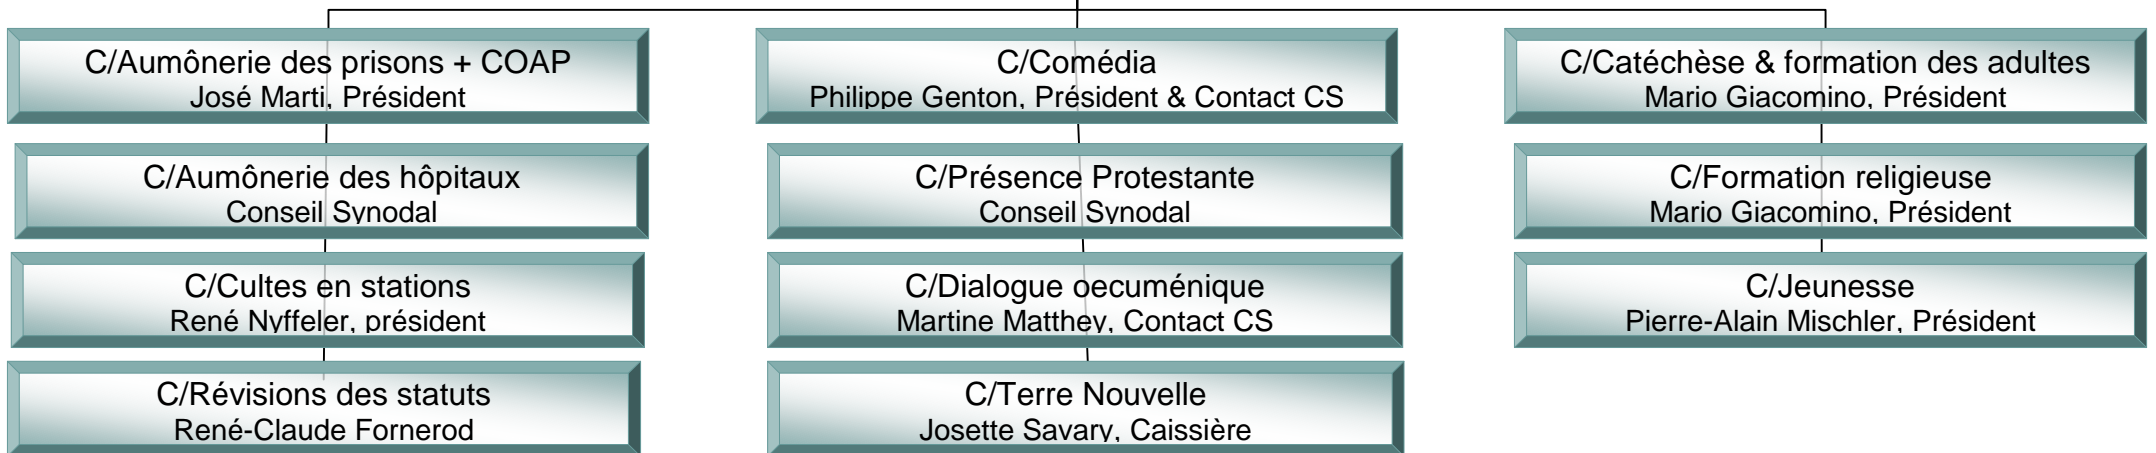 C/Aumônerie des prisons + COAP
José Marti, Président
C/Aumônerie des hôpitaux
Conseil Synodal
C/Cultes en stations
René Nyffeler, président
C/Révisions des statuts
René-Claude Fornerod
C/Comédia
Philippe Genton, Président & Contact CS
C/Présence Protestante
Conseil Synodal
C/Dialogue oecuménique
Martine Matthey, Contact CS
C/Terre Nouvelle
Josette Savary, Caissière
C/Catéchèse & formation des adultes
Mario Giacomino, Président
C/Formation religieuse
Mario Giacomino, Président
C/Jeunesse
Pierre-Alain Mischler, Président